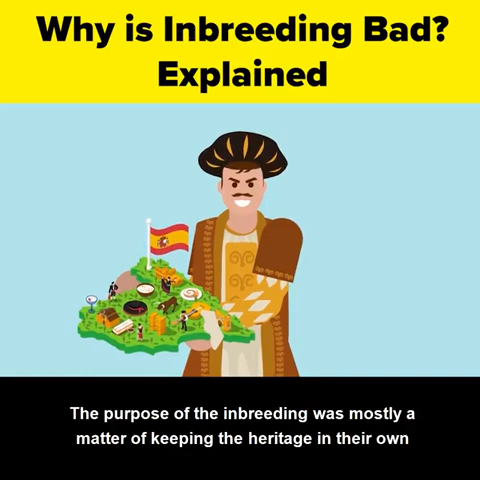 Why is Inbreeding Bad?
Explained
The purpose of the inbreeding was mostly a
matter of keeping the heritage in their own